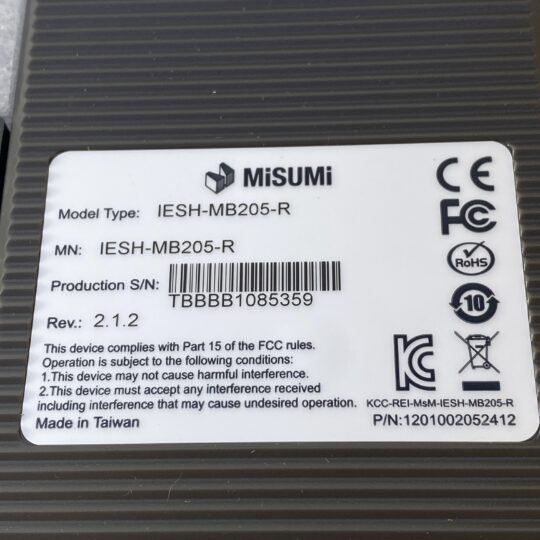 MiSUMi
Model Type: IESH-MB205-R
MN: IESH-MB205-R
Production S/N:
TBBBB1085359
Rev.: 2.1.2
This device complies with Part 15 of the FCC rules.
Operation is subject to the following conditions:
1.This device may not cause harmful interference.
2.This device must accept any interference received
including interference that may cause undesired operation.
Made in Taiwan
CE
FC
RoHS
10
KC
KCC-REI-MsM-IESH-MB205-R
P/N:1201002052412